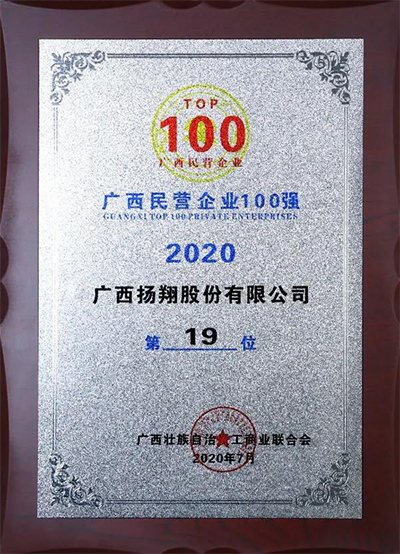 TOP
100
广西民营企业
广西民营企业100强
GUANGXI TOP 100 PRIVATE ENTERPRISES
2020
广西扬翔股份有限公司
第 19 位
广西壮族自治 工商业联合会
2020年7月